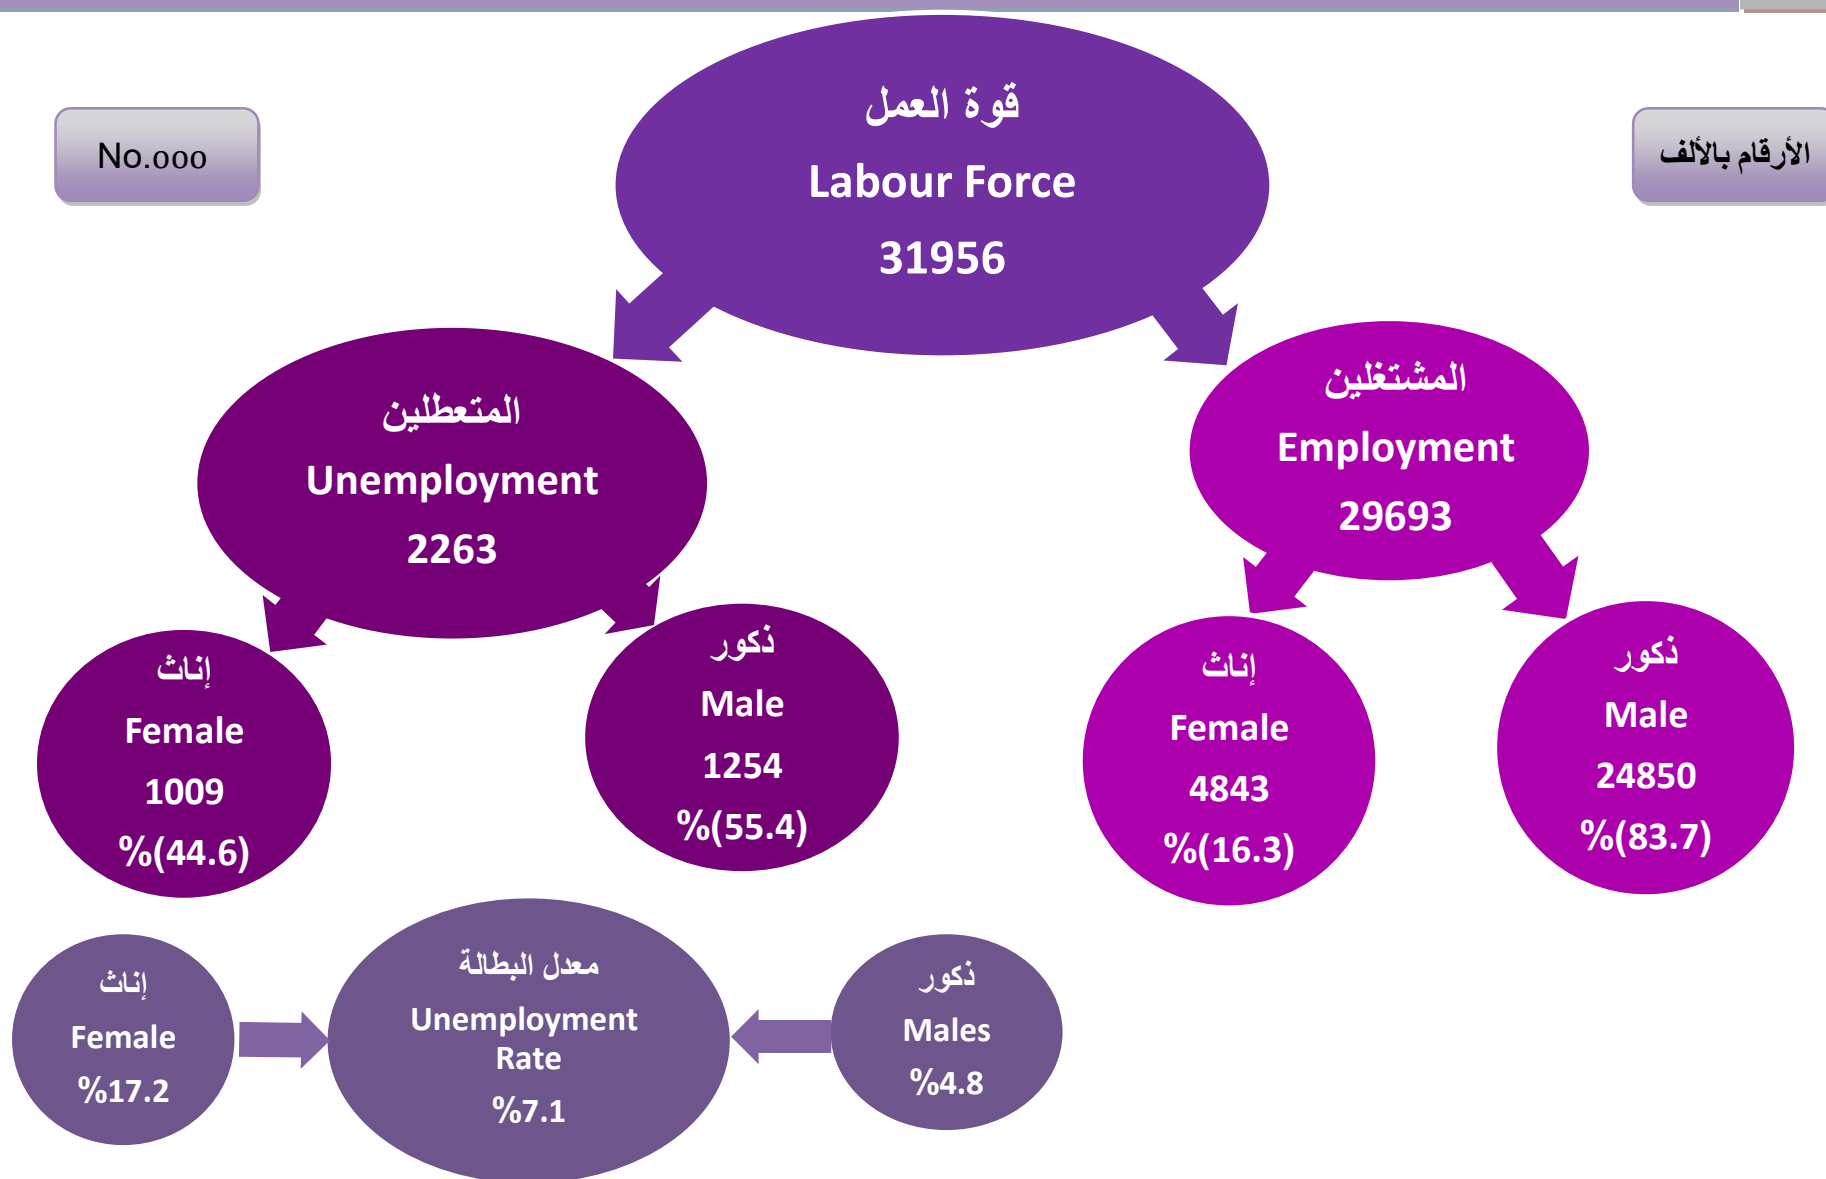 No.ooo
الأرقام بالألف
قوة العمل
Labour Force
31956
المتعطلين
Unemployment
2263
المشتغلين
Employment
29693
إناث
Female
1009
%(44.6)
ذكور
Male
1254
%(55.4)
إناث
Female
4843
%(16.3)
ذكور
Male
24850
%(83.7)
إناث
Female
%17.2
معدل البطالة
Unemployment
Rate
%7.1
ذكور
Males
%4.8